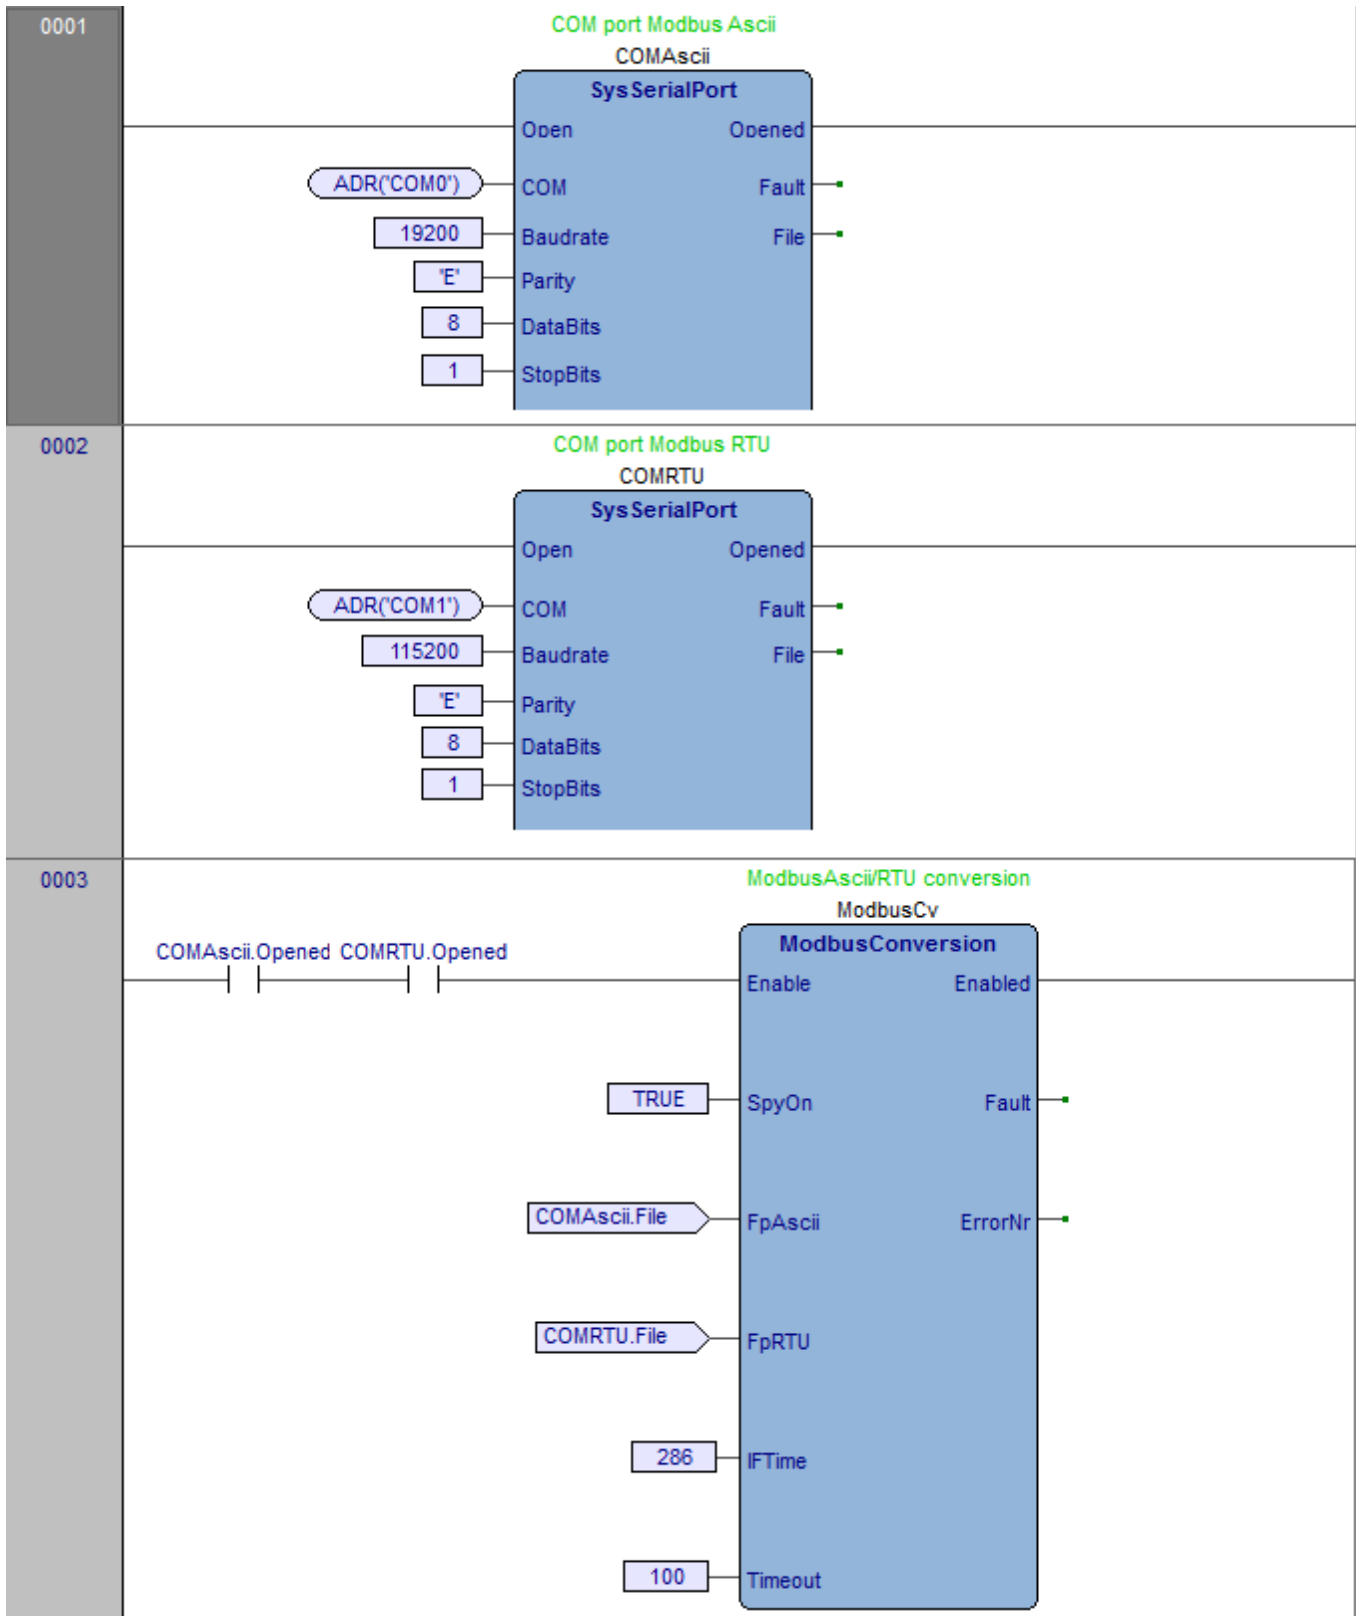 0001
COM port Modbus Ascii
COMAscii
SysSerialPort
Open Opened
ADR('COM0') COM Fault
19200 Baudrate File
'E' Parity
8 DataBits
1 StopBits
0002
COM port Modbus RTU
COMRTU
SysSerialPort
Open Opened
ADR('COM1') COM Fault
115200 Baudrate File
'E' Parity
8 DataBits
1 StopBits
0003
ModbusAscii/RTU conversion
ModbusCv
COMAscii.Opened COMRTU.Opened ModbusConversion
Enable Enabled
TRUE SpyOn Fault
COMAscii.File FpAscii ErrorNr
COMRTU.File FpRTU
286 IFTime
100 Timeout